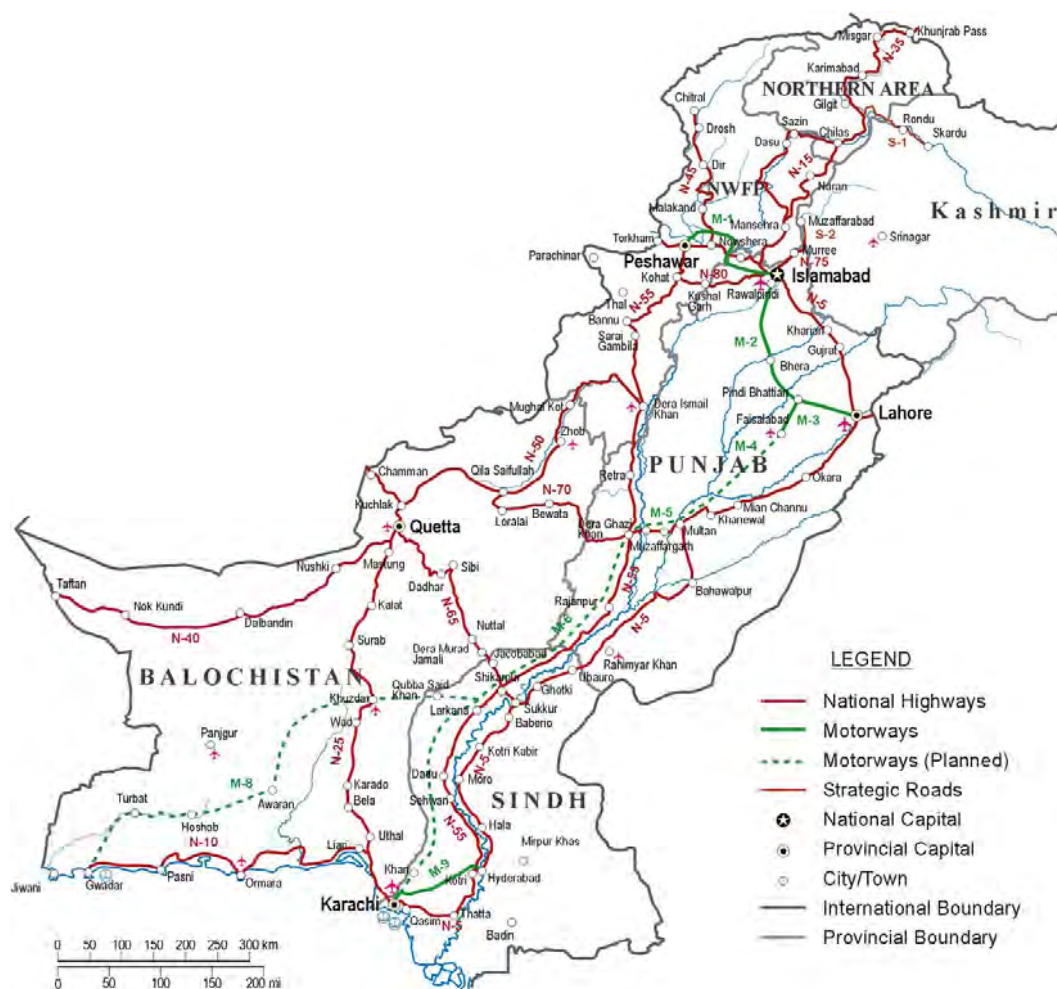 Misgar
Khunjrab Pass
N-35
Karimabad
NORTHERN AREA
Gilgit
Chitral
Drosh
Sazin
Chilas
Rondu
Skardu
S-1
Dasu
Dir
N-15
N-45
NWFP
Naran
Malakand
M-1
Mansehra
Muzaffarabad
S-2
Kashmir
Srinagar
Torkham
Nowshera
Murree
N-75
Parachinar
Peshawar
Islamabad
Kohat
N-80
Kushal
Garh
Rawalpindi
Thal
N-55
N-5
Bannu
Kharian
Sarai
Gambila
M-2
Gujrat
Bhera
Pindi Bhattian
Mughal Kot
Dera Ismail
Khan
Faisalabad
M-3
Lahore
Zhob
M-4
N-50
PUNJAB
Chamman
Qila Saifullah
Retra
Okara
N-70
Kuchlak
Loralai
Bewata
M-5
Mian Channu
Khanewal
Quetta
Dera Ghazi
Khan
Multan
Muzaffargarh
Mastung
Nushki
Sibi
Dadhar
Taftan
N-55
Bahawalpur
Nok Kundi
Kalat
Rajanpur
Dalbandin
N-65
N-40
M-6
N-5
Nuttal
Surab
Dera Murad
Jamali
Jacobabad
Rahimyar Khan
BALOCHISTAN
Shikarpur
Ubauro
Qubba Said
Khan
Ghotki
Khuzdar
Larkand
Sukkur
Wad
Baberio
Panjgur
N-25
Kotri Kabir
N-5
M-8
Dadu
Moro
Karado
Awaran
Sehwan
SINDH
Turbat
Bela
Hoshab
N-55
Hala
N-10
Uthal
Mirpur Khas
Liari
Khan
M-9
Jiwani
Gwadar
Pasni
Ormara
Kotri
Hyderabad
Karachi
Qasim
Thatta
N-5
Badin
LEGEND
National Highways
Motorways
Motorways (Planned)
Strategic Roads
National Capital
Provincial Capital
City/Town
International Boundary
Provincial Boundary
0 50 100 150 200 250 300 km
0 50 100 150 200 mi